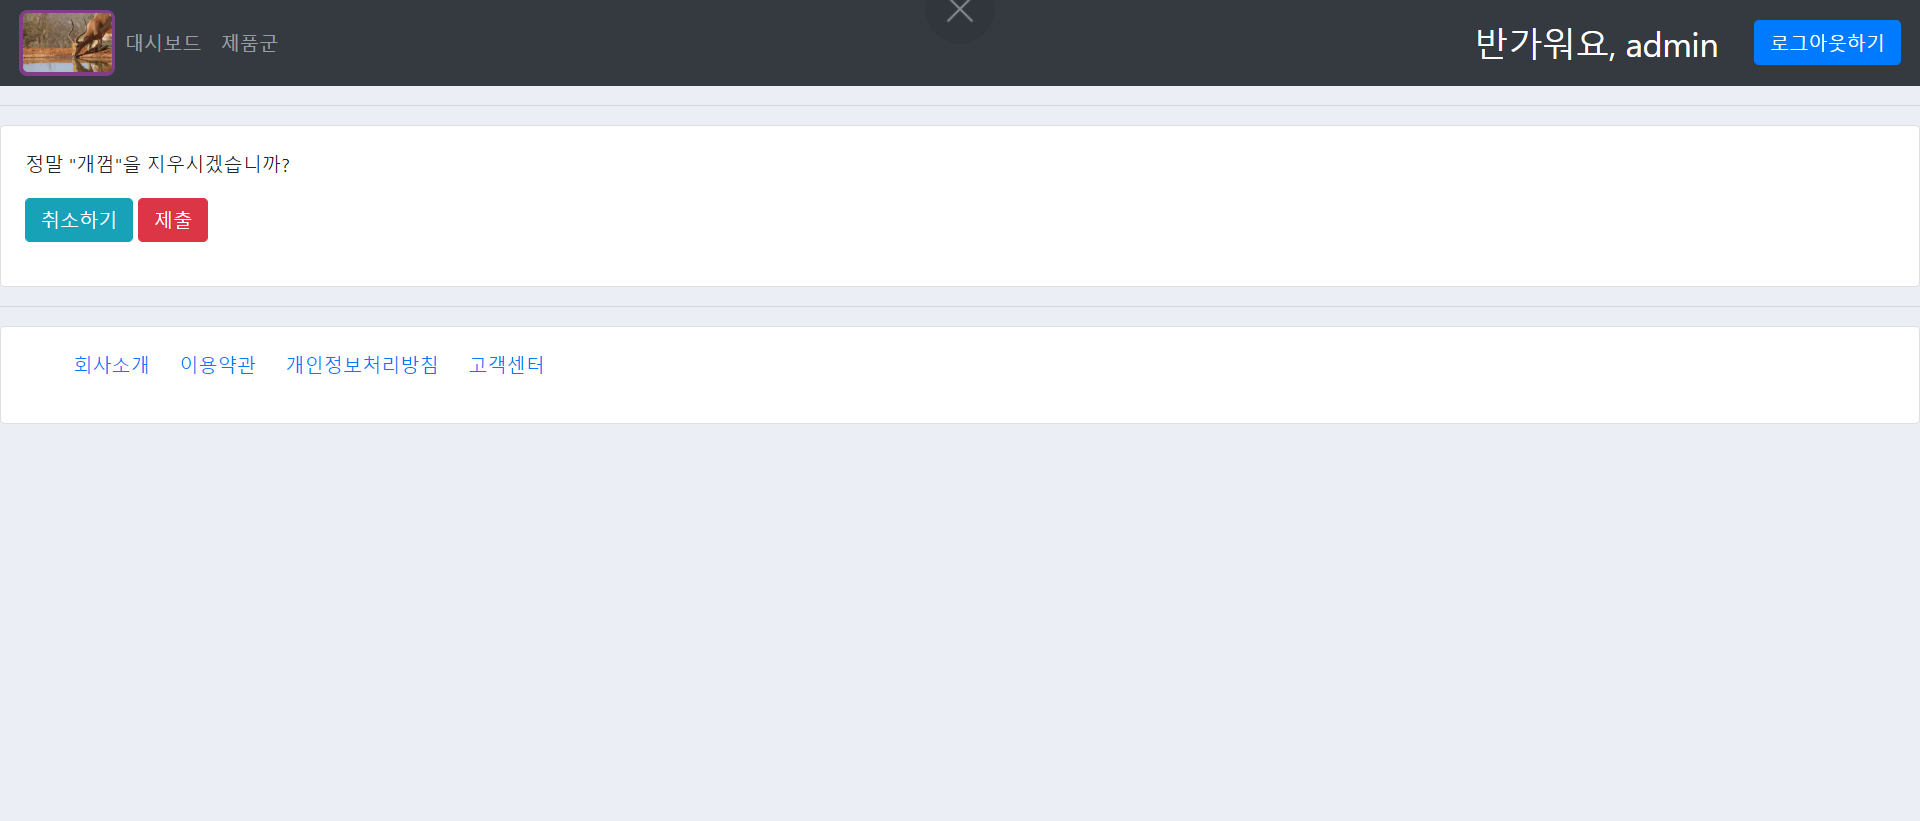 대시보드 제품군 반가워요, admin 로그아웃하기
정말 "개껌"을 지우시겠습니까?
취소하기 제출
회사소개 이용약관 개인정보처리방침 고객센터